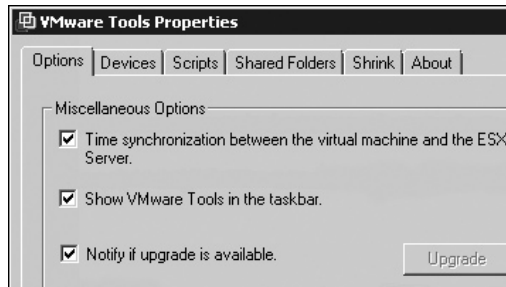 VMware Tools Properties
Options Devices Scripts Shared Folders Shrink About
Miscellaneous Options
Time synchronization between the virtual machine and the ESX
Server.
Show VMware Tools in the taskbar.
Notify if upgrade is available.
Upgrade